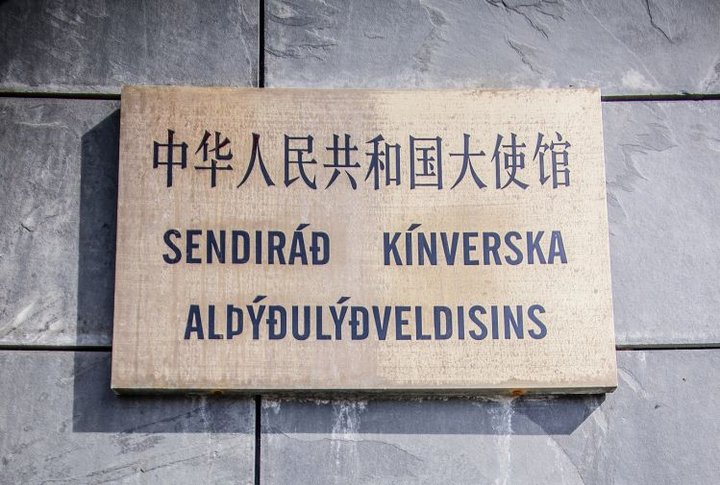 中华人民共和国大使馆
SENDIRÁÐ KÍNVERSKA
ALÞÝÐULÝÐVELDISINS